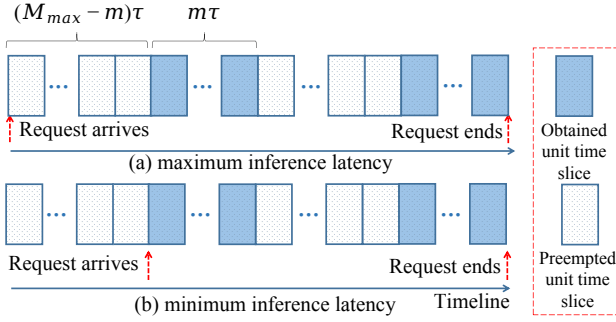 (M_max − m)τ mτ
... ... ... ...
Request arrives Request ends
(a) maximum inference latency
... ... ... ...
Request arrives Request ends
(b) minimum inference latency Timeline
Obtained
unit time
slice
Preempted
unit time
slice